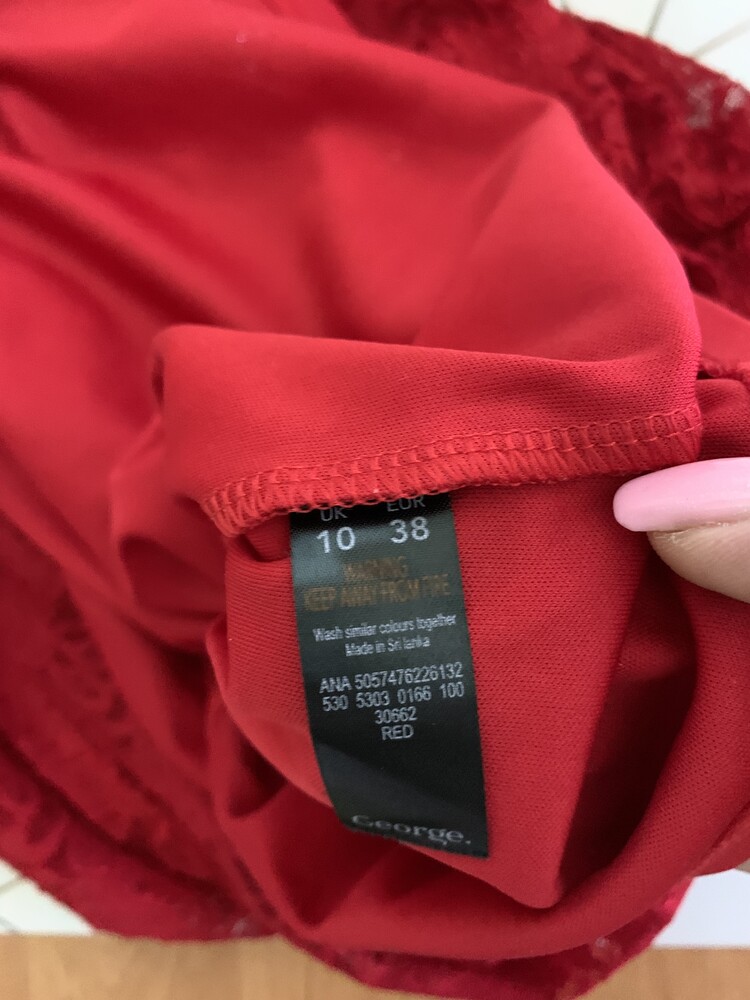 UK EUR
10 38
WARNING
KEEP AWAY FROM FIRE
Wash similar colours together
Made in Sri lanka
ANA 5057476226132
530 5303 0166 100
30662
RED
George.